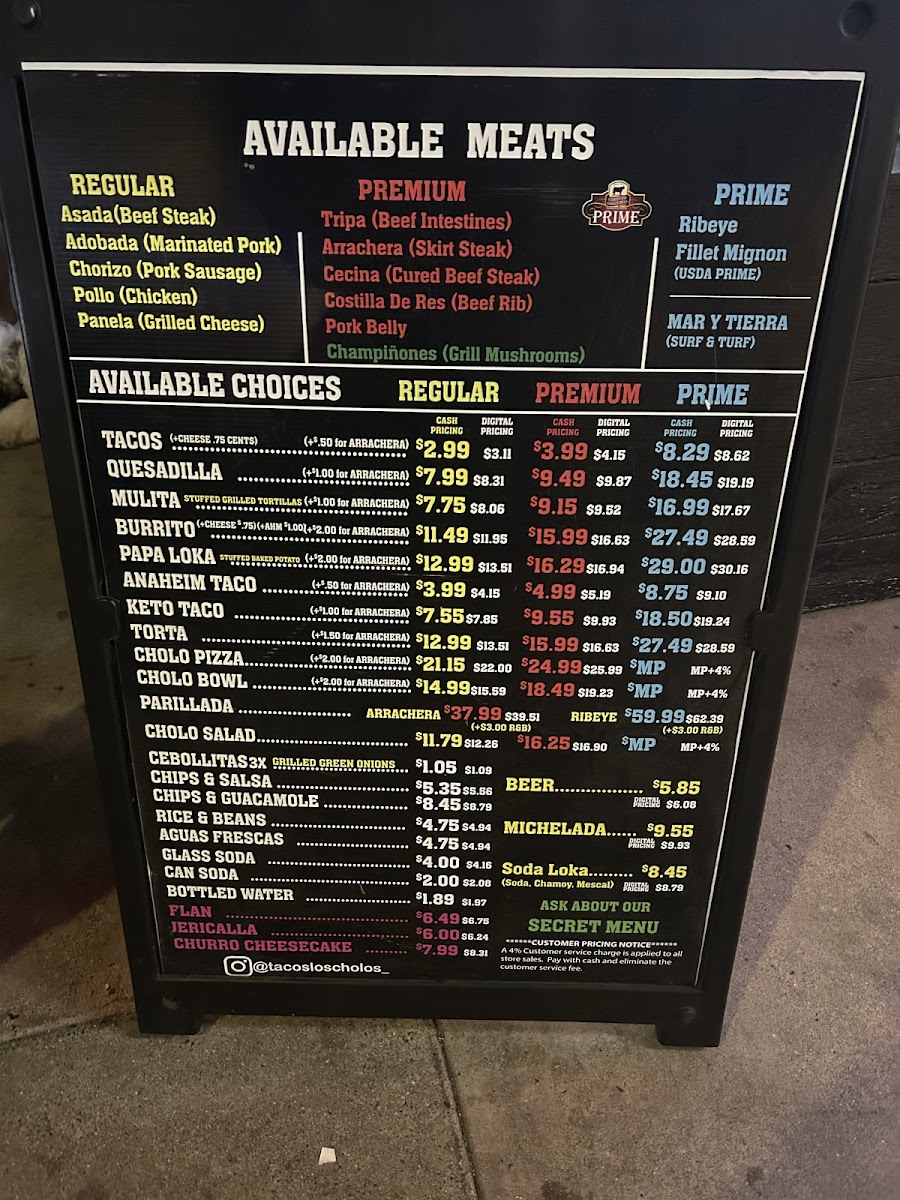 AVAILABLE MEATS
REGULAR
Asada(Beef Steak)
Adobada (Marinated Pork)
Chorizo (Pork Sausage)
Pollo (Chicken)
Panela (Grilled Cheese)
PREMIUM
Tripa (Beef Intestines)
Arrachera (Skirt Steak)
Cecina (Cured Beef Steak)
Costilla De Res (Beef Rib)
Pork Belly
Champiñones (Grill Mushrooms)
PRIME
PRIME
Ribeye
Fillet Mignon
(USDA PRIME)
MAR Y TIERRA
(SURF & TURF)
AVAILABLE CHOICES REGULAR PREMIUM PRIME
CASH PRICING DIGITAL PRICING CASH PRICING DIGITAL PRICING CASH PRICING DIGITAL PRICING
TACOS (+CHEESE .75 CENTS) (+$.50 for ARRACHERA) $2.99 $3.11 $3.99 $4.15 $8.29 $8.62
QUESADILLA (+$1.00 for ARRACHERA) $7.99 $8.31 $9.49 $9.87 $18.45 $19.19
MULITA STUFFED GRILLED TORTILLAS (+$1.00 for ARRACHERA) $7.75 $8.06 $9.15 $9.52 $16.99 $17.67
BURRITO (+CHEESE $.75)(+AHM $1.00)(+$2.00 for ARRACHERA) $11.49 $11.95 $15.99 $16.63 $27.49 $28.59
PAPA LOKA STUFFED BAKED POTATO (+$2.00 for ARRACHERA) $12.99 $13.51 $16.29 $16.94 $29.00 $30.16
ANAHEIM TACO (+$.50 for ARRACHERA) $3.99 $4.15 $4.99 $5.19 $8.75 $9.10
KETO TACO (+$1.00 for ARRACHERA) $7.55 $7.85 $9.55 $9.93 $18.50 $19.24
TORTA (+$1.50 for ARRACHERA) $12.99 $13.51 $15.99 $16.63 $27.49 $28.59
CHOLO PIZZA (+$2.00 for ARRACHERA) $21.15 $22.00 $24.99 $25.99 $MP MP+4%
CHOLO BOWL (+$2.00 for ARRACHERA) $14.99 $15.59 $18.49 $19.23 $MP MP+4%
PARILLADA ARRACHERA $37.99 $39.51 RIBEYE $59.99 $62.39
(+$3.00 R&B) (+$3.00 R&B)
CHOLO SALAD $11.79 $12.26 $16.25 $16.90 $MP MP+4%
CEBOLLITAS 3X GRILLED GREEN ONIONS $1.05 $1.09
CHIPS & SALSA $5.35 $5.56
CHIPS & GUACAMOLE $8.45 $8.79
RICE & BEANS $4.75 $4.94
AGUAS FRESCAS $4.75 $4.94
GLASS SODA $4.00 $4.16
CAN SODA $2.00 $2.08
BOTTLED WATER $1.89 $1.97
FLAN $6.49 $6.75
JERICALLA $6.00 $6.24
CHURRO CHEESECAKE $7.99 $8.31
@tacosloscholos_
BEER $5.85
DIGITAL PRICING $6.08
MICHELADA $9.55
DIGITAL PRICING $9.93
Soda Loka $8.45
(Soda, Chamoy, Mescal) DIGITAL PRICING $8.79
ASK ABOUT OUR
SECRET MENU
******CUSTOMER PRICING NOTICE******
A 4% Customer service charge is applied to all
store sales. Pay with cash and eliminate the
customer service fee.